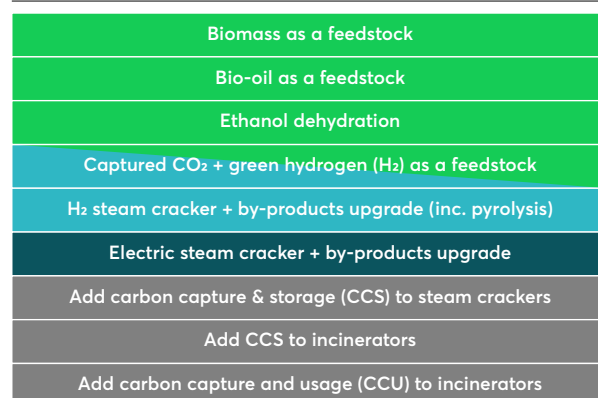 Biomass as a feedstock
Bio-oil as a feedstock
Ethanol dehydration
Captured CO₂ + green hydrogen (H₂) as a feedstock
H₂ steam cracker + by-products upgrade (inc. pyrolysis)
Electric steam cracker + by-products upgrade
Add carbon capture & storage (CCS) to steam crackers
Add CCS to incinerators
Add carbon capture and usage (CCU) to incinerators